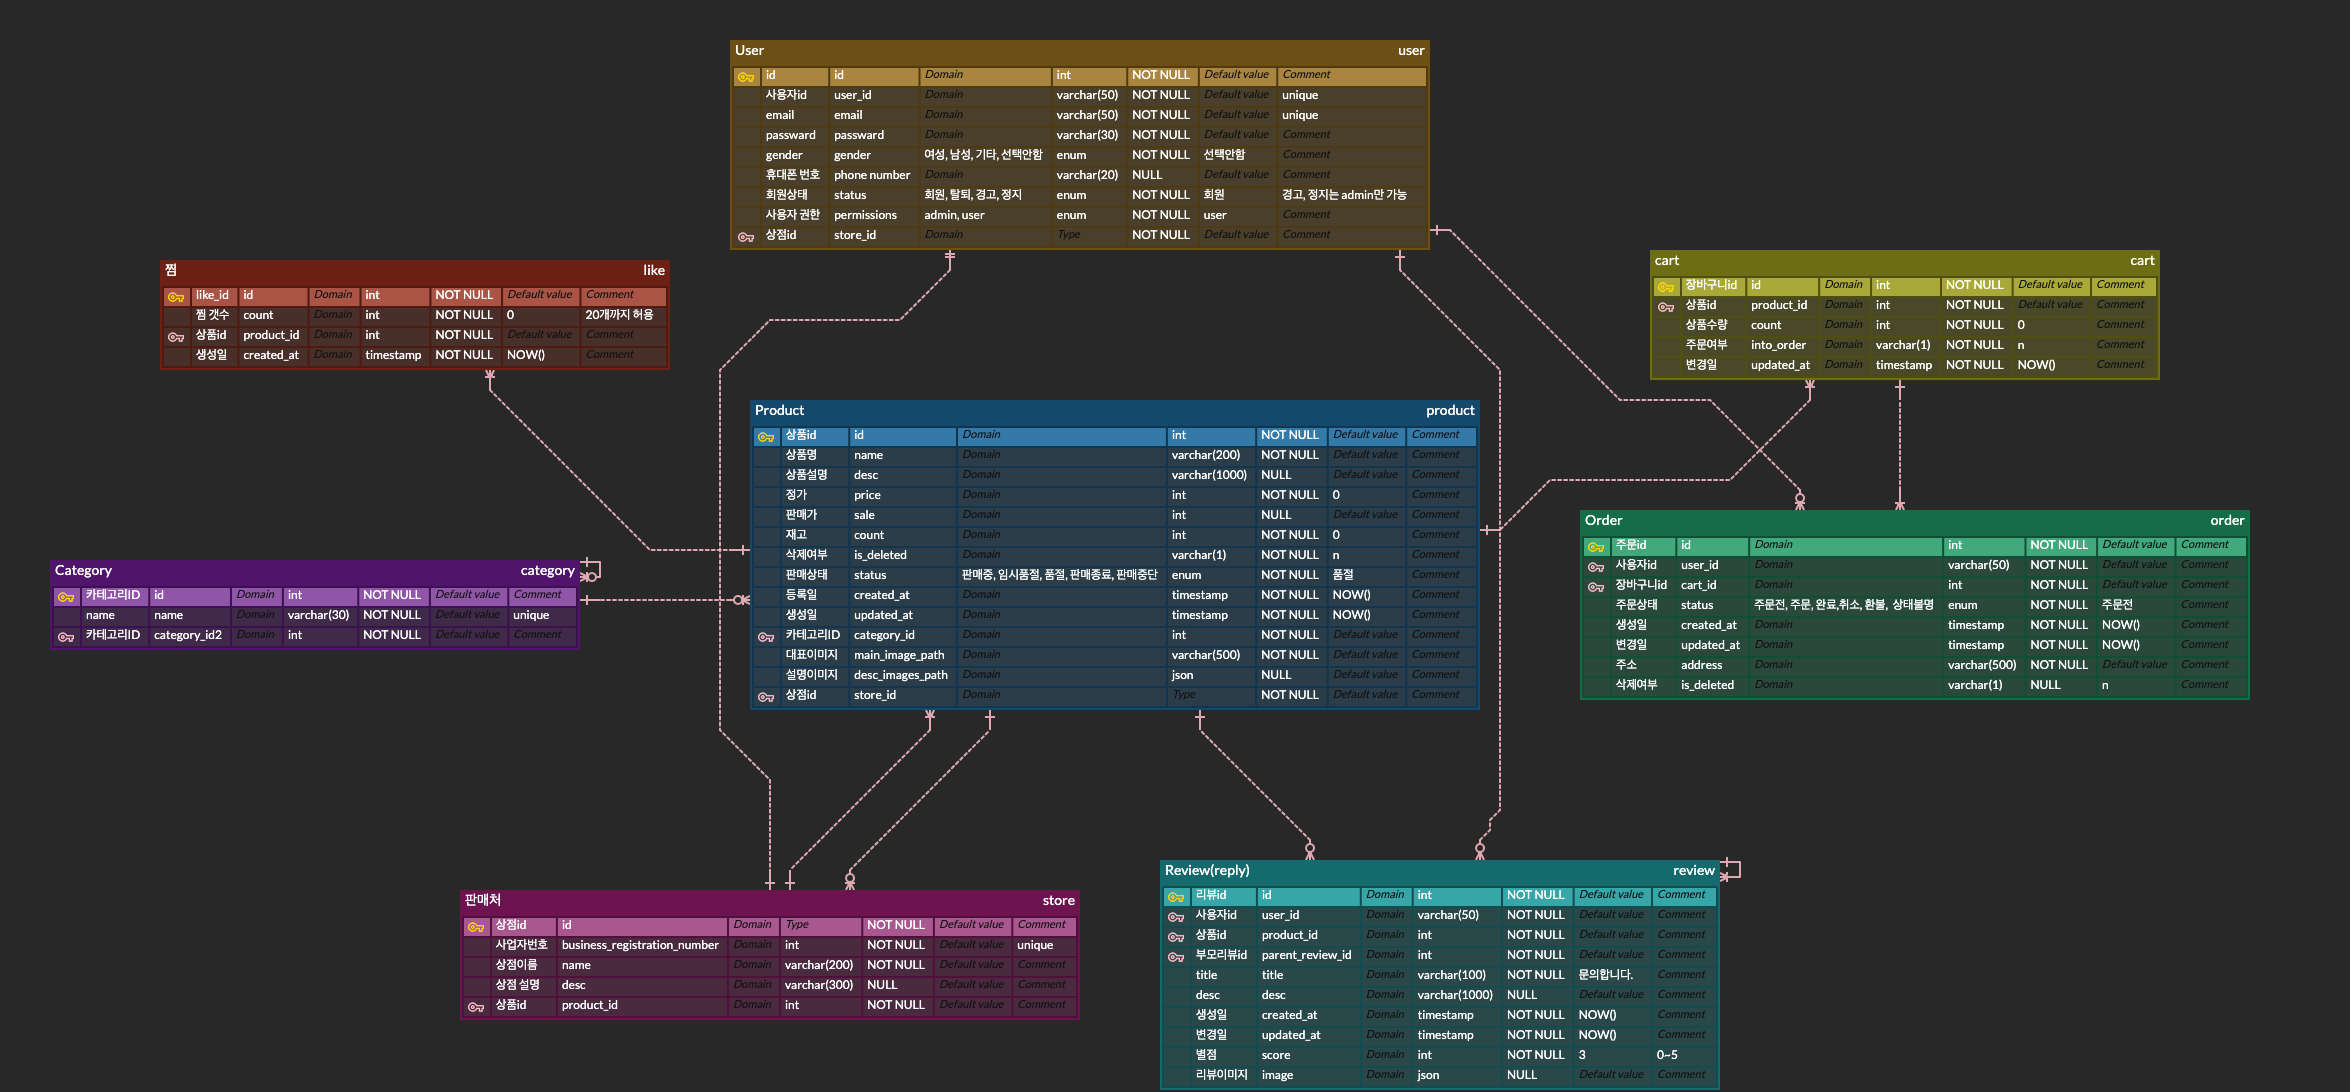 User user
id id Domain int NOT NULL Default value Comment
사용자id user_id Domain varchar(50) NOT NULL Default value unique
email email Domain varchar(50) NOT NULL Default value unique
passward passward Domain varchar(30) NOT NULL Default value Comment
gender gender 여성, 남성, 기타, 선택안함 enum NOT NULL 선택안함 Comment
휴대폰 번호 phone number Domain varchar(20) NULL Default value Comment
회원상태 status 회원, 탈퇴, 경고, 정지 enum NOT NULL 회원 경고, 정지는 admin만 가능
사용자 권한 permissions admin, user enum NOT NULL user Comment
상점id store_id Domain Type NOT NULL Default value Comment
찜 like
like_id id Domain int NOT NULL Default value Comment
찜 갯수 count Domain int NOT NULL 0 20개까지 허용
상품id product_id Domain int NOT NULL Default value Comment
생성일 created_at Domain timestamp NOT NULL NOW() Comment
cart cart
장바구니id id Domain int NOT NULL Default value Comment
상품id product_id Domain int NOT NULL Default value Comment
상품수량 count Domain int NOT NULL 0 Comment
주문여부 into_order Domain varchar(1) NOT NULL n Comment
변경일 updated_at Domain timestamp NOT NULL NOW() Comment
Product product
상품id id Domain int NOT NULL Default value Comment
상품명 name Domain varchar(200) NOT NULL Default value Comment
상품설명 desc Domain varchar(1000) NULL Default value Comment
정가 price Domain int NOT NULL 0 Comment
판매가 sale Domain int NULL Default value Comment
재고 count Domain int NOT NULL 0 Comment
삭제여부 is_deleted Domain varchar(1) NOT NULL n Comment
판매상태 status 판매중, 임시품절, 품절, 판매종료, 판매중단 enum NOT NULL 품절 Comment
등록일 created_at Domain timestamp NOT NULL NOW() Comment
생성일 updated_at Domain timestamp NOT NULL NOW() Comment
카테고리ID category_id Domain int NOT NULL Default value Comment
대표이미지 main_image_path Domain varchar(500) NOT NULL Default value Comment
설명이미지 desc_images_path Domain json NULL Default value Comment
상점id store_id Domain Type NOT NULL Default value Comment
Category category
카테고리ID id Domain int NOT NULL Default value Comment
name name Domain varchar(30) NOT NULL Default value unique
카테고리ID category_id2 Domain int NOT NULL Default value Comment
Order order
주문id id Domain int NOT NULL Default value Comment
사용자id user_id Domain varchar(50) NOT NULL Default value Comment
장바구니id cart_id Domain int NOT NULL Default value Comment
주문상태 status 주문전, 주문, 완료,취소, 환불, 상태불명 enum NOT NULL 주문전 Comment
생성일 created_at Domain timestamp NOT NULL NOW() Comment
변경일 updated_at Domain timestamp NOT NULL NOW() Comment
주소 address Domain varchar(500) NOT NULL Default value Comment
삭제여부 is_deleted Domain varchar(1) NULL n Comment
판매처 store
상점id id Domain Type NOT NULL Default value Comment
사업자번호 business_registration_number Domain int NOT NULL Default value unique
상점이름 name Domain varchar(200) NOT NULL Default value Comment
상점 설명 desc Domain varchar(300) NULL Default value Comment
상품id product_id Domain int NOT NULL Default value Comment
Review(reply) review
리뷰id id Domain int NOT NULL Default value Comment
사용자id user_id Domain varchar(50) NOT NULL Default value Comment
상품id product_id Domain int NOT NULL Default value Comment
부모리뷰id parent_review_id Domain int NOT NULL Default value Comment
title title Domain varchar(100) NOT NULL 문의합니다. Comment
desc desc Domain varchar(1000) NULL Default value Comment
생성일 created_at Domain timestamp NOT NULL NOW() Comment
변경일 updated_at Domain timestamp NOT NULL NOW() Comment
별점 score Domain int NOT NULL 3 0~5
리뷰이미지 image Domain json NULL Default value Comment